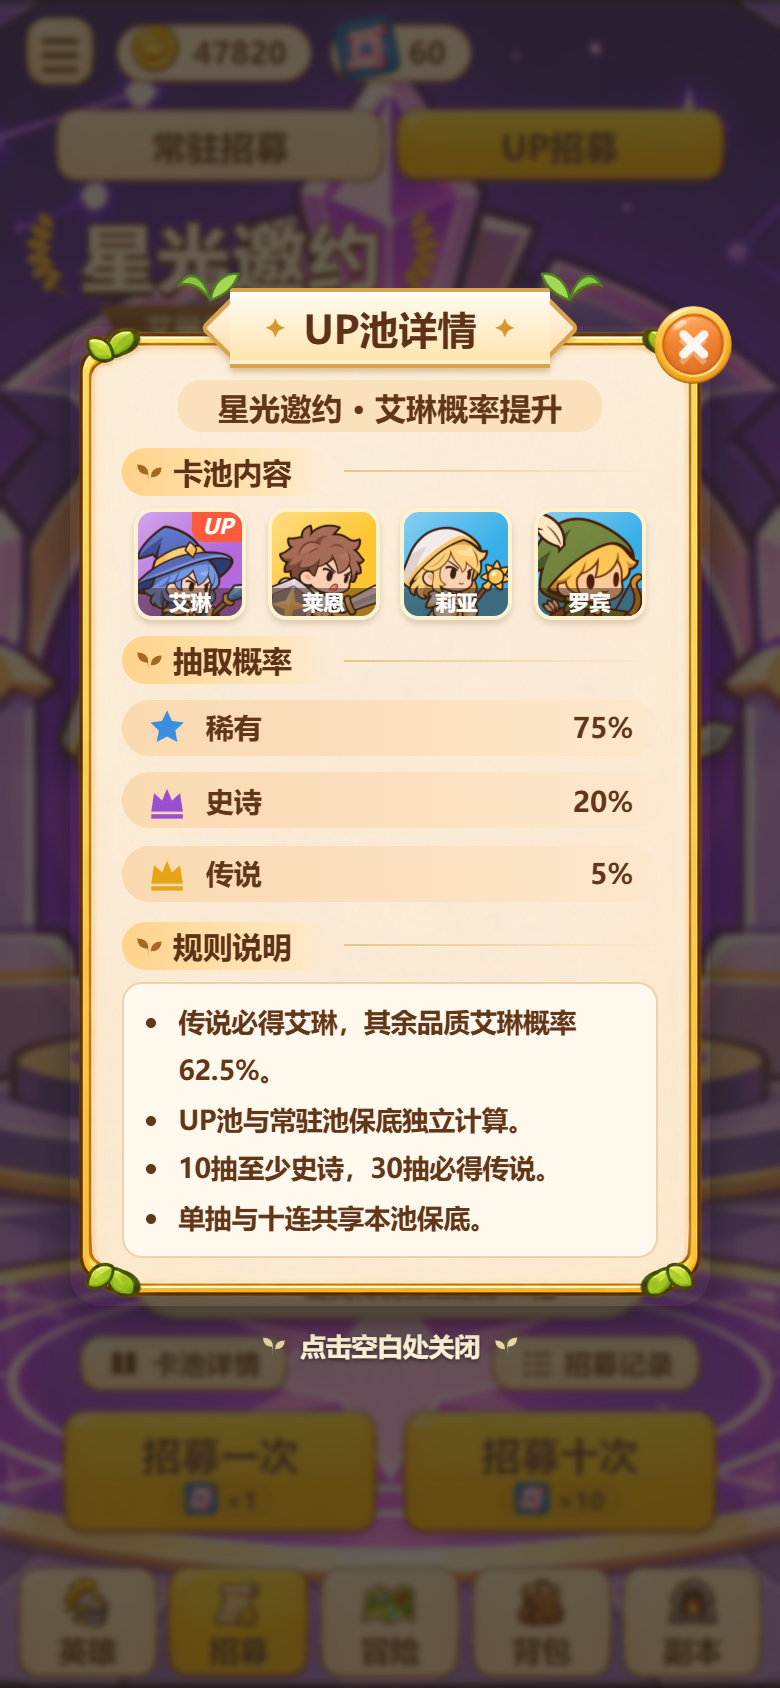 47820
60
常驻招募
UP招募
星光邀约
UP池详情
星光邀约·艾琳概率提升
卡池内容
UP
艾琳
莱恩
莉亚
罗宾
抽取概率
稀有
75%
史诗
20%
传说
5%
规则说明
• 传说必得艾琳，其余品质艾琳概率
62.5%。
• UP池与常驻池保底独立计算。
• 10抽至少史诗，30抽必得传说。
• 单抽与十连共享本池保底。
点击空白处关闭
卡池详情
招募记录
招募一次
×1
招募十次
×10
英雄
招募
冒险
背包
副本